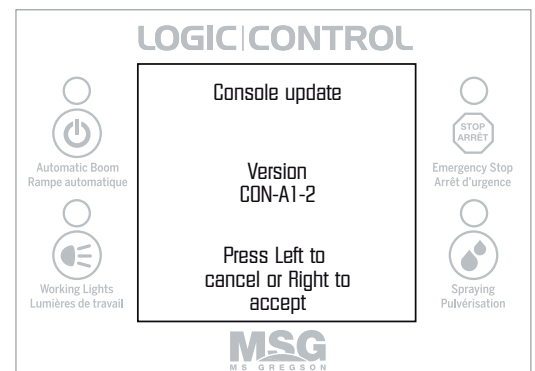 LOGIC|CONTROL
Console update
Version
CON-A1-2
Press Left to
cancel or Right to
accept
Automatic Boom
Rampe automatique
Working Lights
Lumières de travail
STOP
ARRÊT
Emergency Stop
Arrêt d'urgence
Spraying
Pulvérisation
MSG
MS GREGSON